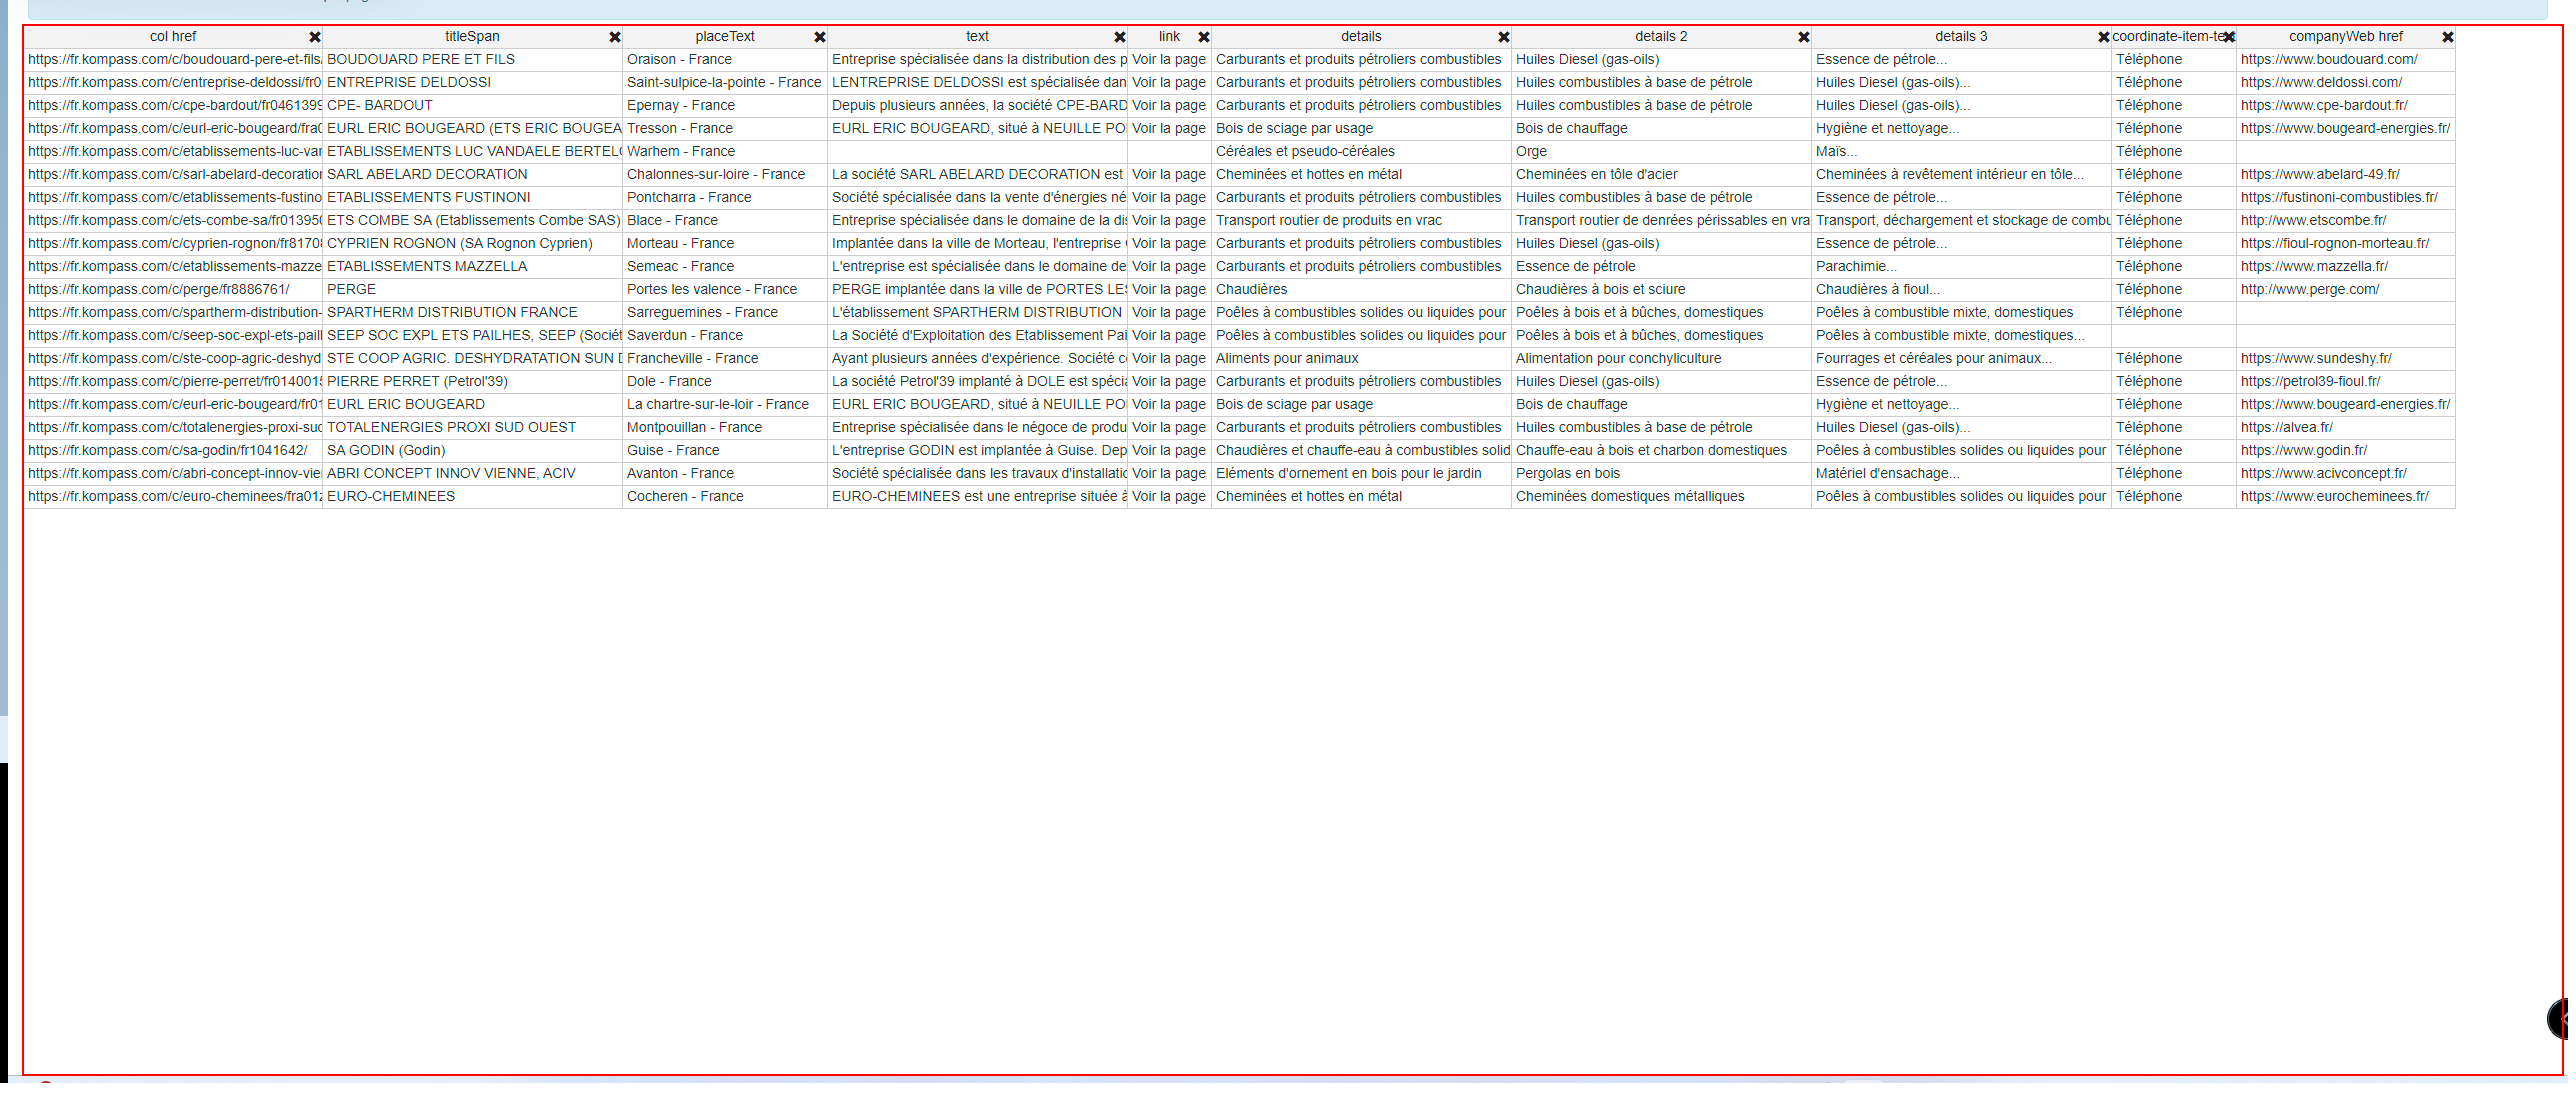 col href titleSpan placeText text link details details 2 details 3 coordinate-item-te companyWeb href
https://fr.kompass.com/c/boudouard-pere-et-fils/ BOUDOUARD PERE ET FILS Oraison - France Entreprise spécialisée dans la distribution des p Voir la page Carburants et produits pétroliers combustibles Huiles Diesel (gas-oils) Essence de pétrole... Téléphone https://www.boudouard.com/
https://fr.kompass.com/c/entreprise-deldossi/fr0 ENTREPRISE DELDOSSI Saint-sulpice-la-pointe - France LENTREPRISE DELDOSSI est spécialisée dan Voir la page Carburants et produits pétroliers combustibles Huiles combustibles à base de pétrole Huiles Diesel (gas-oils)... Téléphone https://www.deldossi.com/
https://fr.kompass.com/c/cpe-bardout/fr0461399 CPE- BARDOUT Epernay - France Depuis plusieurs années, la société CPE-BARD Voir la page Carburants et produits pétroliers combustibles Huiles combustibles à base de pétrole Huiles Diesel (gas-oils)... Téléphone https://www.cpe-bardout.fr/
https://fr.kompass.com/c/eurl-eric-bougeard/fra0 EURL ERIC BOUGEARD (ETS ERIC BOUGEA Tresson - France EURL ERIC BOUGEARD, situé à NEUILLE PO Voir la page Bois de sciage par usage Bois de chauffage Hygiène et nettoyage... Téléphone https://www.bougeard-energies.fr/
https://fr.kompass.com/c/etablissements-luc-var ETABLISSEMENTS LUC VANDAELE BERTEL Warhem - France Céréales et pseudo-céréales Orge Maïs... Téléphone
https://fr.kompass.com/c/sarl-abelard-decoration SARL ABELARD DECORATION Chalonnes-sur-loire - France La société SARL ABELARD DECORATION est Voir la page Cheminées et hottes en métal Cheminées en tôle d'acier Cheminées à revêtement intérieur en tôle... Téléphone https://www.abelard-49.fr/
https://fr.kompass.com/c/etablissements-fustino ETABLISSEMENTS FUSTINONI Pontcharra - France Société spécialisée dans la vente d'énergies né Voir la page Carburants et produits pétroliers combustibles Huiles combustibles à base de pétrole Essence de pétrole... Téléphone https://fustinoni-combustibles.fr/
https://fr.kompass.com/c/ets-combe-sa/fr013950 ETS COMBE SA (Etablissements Combe SAS) Blace - France Entreprise spécialisée dans le domaine de la dis Voir la page Transport routier de produits en vrac Transport routier de denrées périssables en vra Transport, déchargement et stockage de combu Téléphone http://www.etscombe.fr/
https://fr.kompass.com/c/cyprien-rognon/fr8170 CYPRIEN ROGNON (SA Rognon Cyprien) Morteau - France Implantée dans la ville de Morteau, l'entreprise Voir la page Carburants et produits pétroliers combustibles Huiles Diesel (gas-oils) Essence de pétrole... Téléphone https://fioul-rognon-morteau.fr/
https://fr.kompass.com/c/etablissements-mazze ETABLISSEMENTS MAZZELLA Semeac - France L'entreprise est spécialisée dans le domaine de Voir la page Carburants et produits pétroliers combustibles Essence de pétrole Parachimie... Téléphone https://www.mazzella.fr/
https://fr.kompass.com/c/perge/fr8886761/ PERGE Portes les valence - France PERGE implantée dans la ville de PORTES LES Voir la page Chaudières Chaudières à bois et sciure Chaudières à fioul... Téléphone http://www.perge.com/
https://fr.kompass.com/c/spartherm-distribution- SPARTHERM DISTRIBUTION FRANCE Sarreguemines - France L'établissement SPARTHERM DISTRIBUTION Voir la page Poêles à combustibles solides ou liquides pour Poêles à bois et à bûches, domestiques Poêles à combustible mixte, domestiques Téléphone
https://fr.kompass.com/c/seep-soc-expl-ets-paill SEEP SOC EXPL ETS PAILHES, SEEP (Sociét Saverdun - France La Société d'Exploitation des Etablissement Pai Voir la page Poêles à combustibles solides ou liquides pour Poêles à bois et à bûches, domestiques Poêles à combustible mixte, domestiques...
https://fr.kompass.com/c/ste-coop-agric-deshyd STE COOP AGRIC. DESHYDRATATION SUN D Francheville - France Ayant plusieurs années d'expérience. Société c Voir la page Aliments pour animaux Alimentation pour conchyliculture Fourrages et céréales pour animaux... Téléphone https://www.sundeshy.fr/
https://fr.kompass.com/c/pierre-perret/fr014001 PIERRE PERRET (Petrol'39) Dole - France La société Petrol'39 implanté à DOLE est spécia Voir la page Carburants et produits pétroliers combustibles Huiles Diesel (gas-oils) Essence de pétrole... Téléphone https://petrol39-fioul.fr/
https://fr.kompass.com/c/eurl-eric-bougeard/fr01 EURL ERIC BOUGEARD La chartre-sur-le-loir - France EURL ERIC BOUGEARD, situé à NEUILLE PO Voir la page Bois de sciage par usage Bois de chauffage Hygiène et nettoyage... Téléphone https://www.bougeard-energies.fr/
https://fr.kompass.com/c/totalenergies-proxi-sud TOTALENERGIES PROXI SUD OUEST Montpouillan - France Entreprise spécialisée dans le négoce de produ Voir la page Carburants et produits pétroliers combustibles Huiles combustibles à base de pétrole Huiles Diesel (gas-oils)... Téléphone https://alvea.fr/
https://fr.kompass.com/c/sa-godin/fr1041642/ SA GODIN (Godin) Guise - France L'entreprise GODIN est implantée à Guise. Dep Voir la page Chaudières et chauffe-eau à combustibles solid Chauffe-eau à bois et charbon domestiques Poêles à combustibles solides ou liquides pour Téléphone https://www.godin.fr/
https://fr.kompass.com/c/abri-concept-innov-vie ABRI CONCEPT INNOV VIENNE, ACIV Avanton - France Société spécialisée dans les travaux d'installatio Voir la page Eléments d'ornement en bois pour le jardin Pergolas en bois Matériel d'ensachage... Téléphone https://www.acivconcept.fr/
https://fr.kompass.com/c/euro-cheminees/fra01 EURO-CHEMINEES Cocheren - France EURO-CHEMINEES est une entreprise située à Voir la page Cheminées et hottes en métal Cheminées domestiques métalliques Poêles à combustibles solides ou liquides pour Téléphone https://www.eurocheminees.fr/